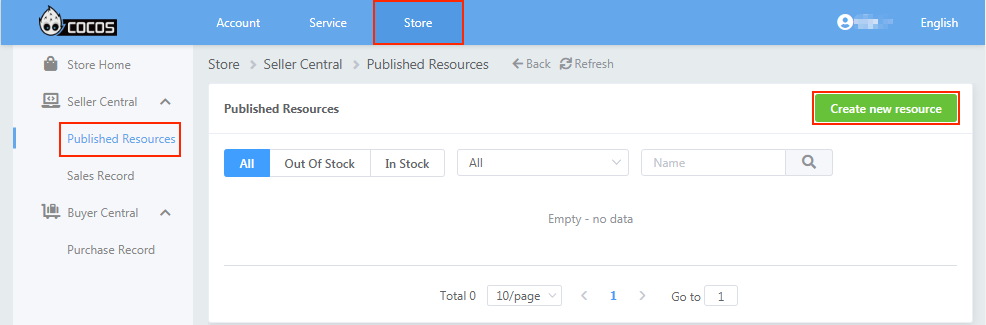 COCOS Account Service Store English
Store Home
Seller Central
Published Resources
Sales Record
Buyer Central
Purchase Record
Store > Seller Central > Published Resources Back Refresh
Published Resources Create new resource
All Out Of Stock In Stock All Name
Empty - no data
Total 0 10/page < 1 > Go to 1